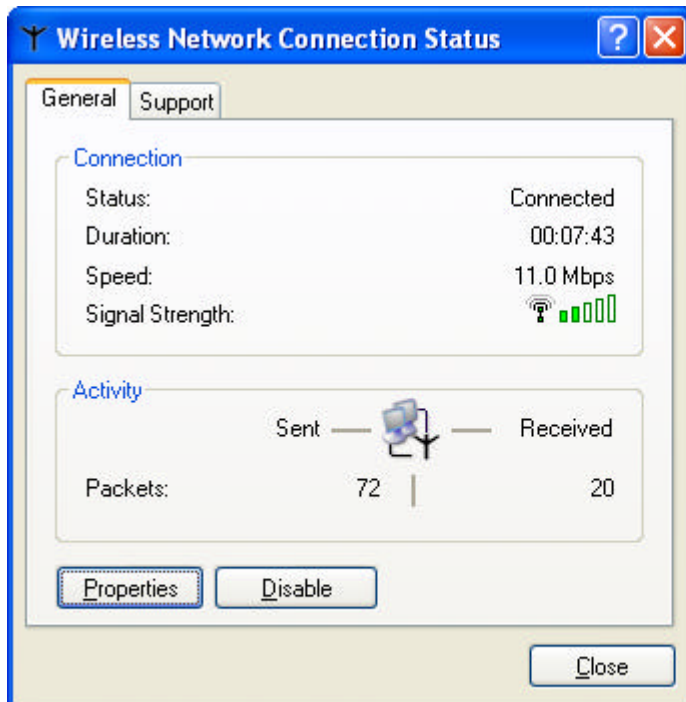 Wireless Network Connection Status
General Support
Connection
Status: Connected
Duration: 00:07:43
Speed: 11.0 Mbps
Signal Strength:
Activity
Sent Received
Packets: 72 20
Properties Disable
Close